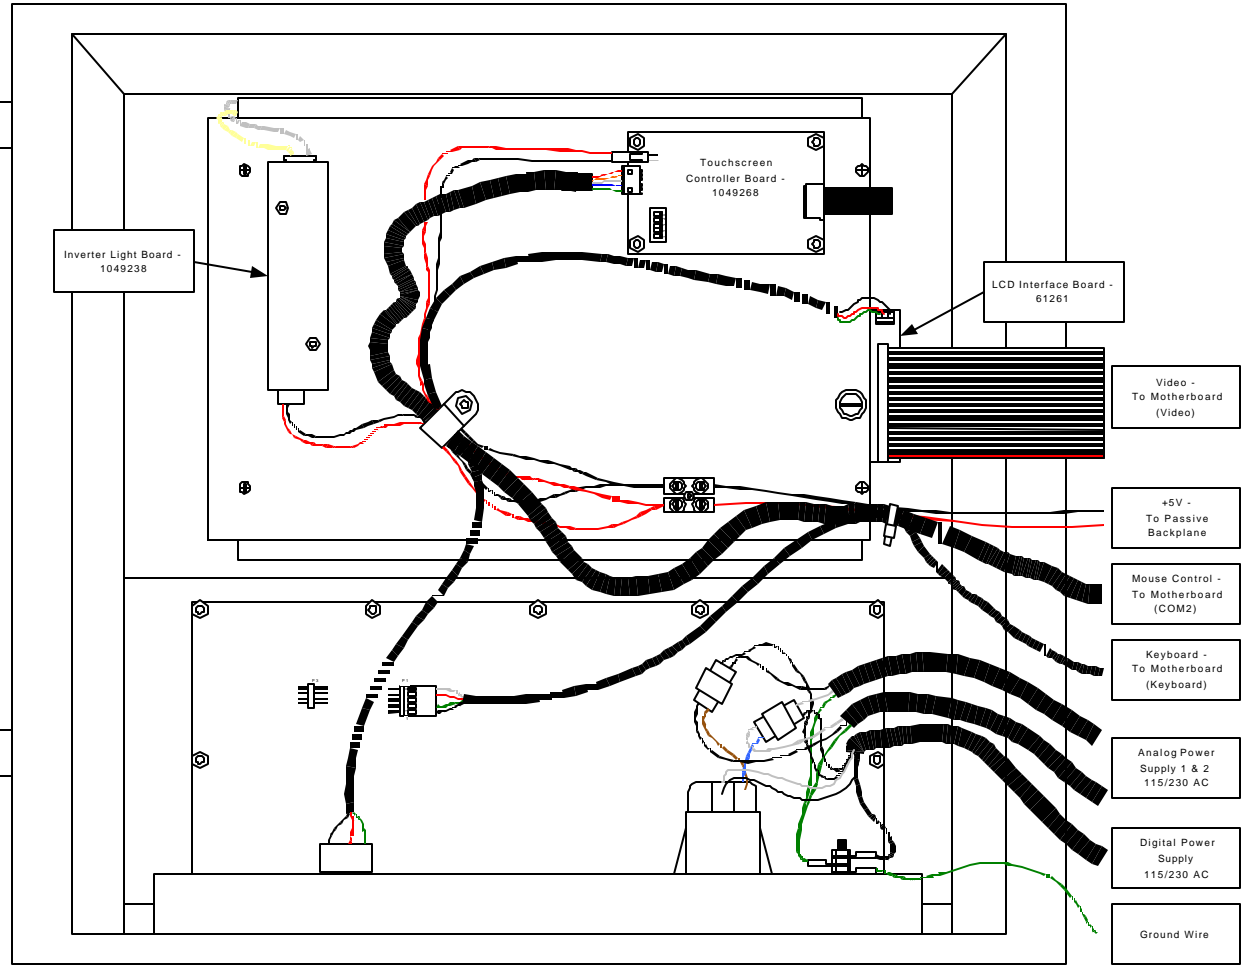 Touchscreen
Controller Board -
1049268
Inverter Light Board -
1049238
LCD Interface Board -
61261
Video -
To Motherboard
(Video)
+5V -
To Passive
Backplane
Mouse Control -
To Motherboard
(COM2)
Keyboard -
To Motherboard
(Keyboard)
P3
P1
Analog Power
Supply 1 & 2
115/230 AC
Digital Power
Supply
115/230 AC
Ground Wire